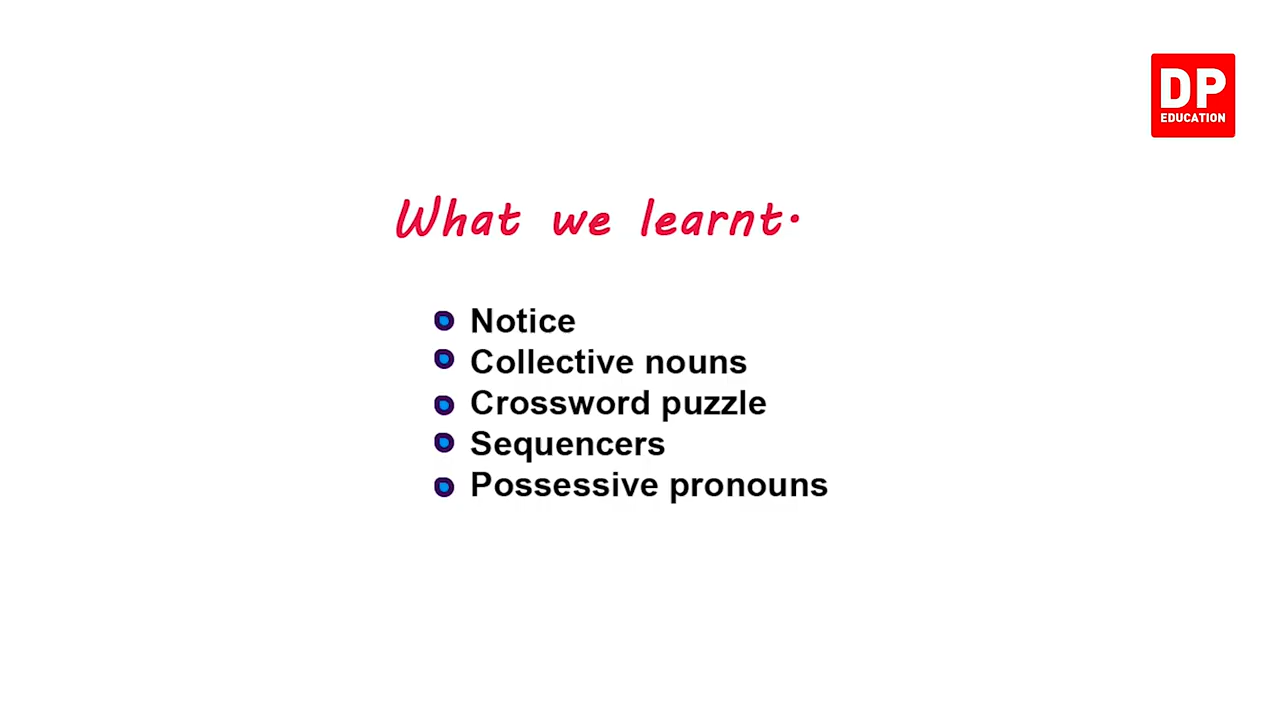 DP
EDUCATION
What we learnt.
Notice
Collective nouns
Crossword puzzle
Sequencers
Possessive pronouns